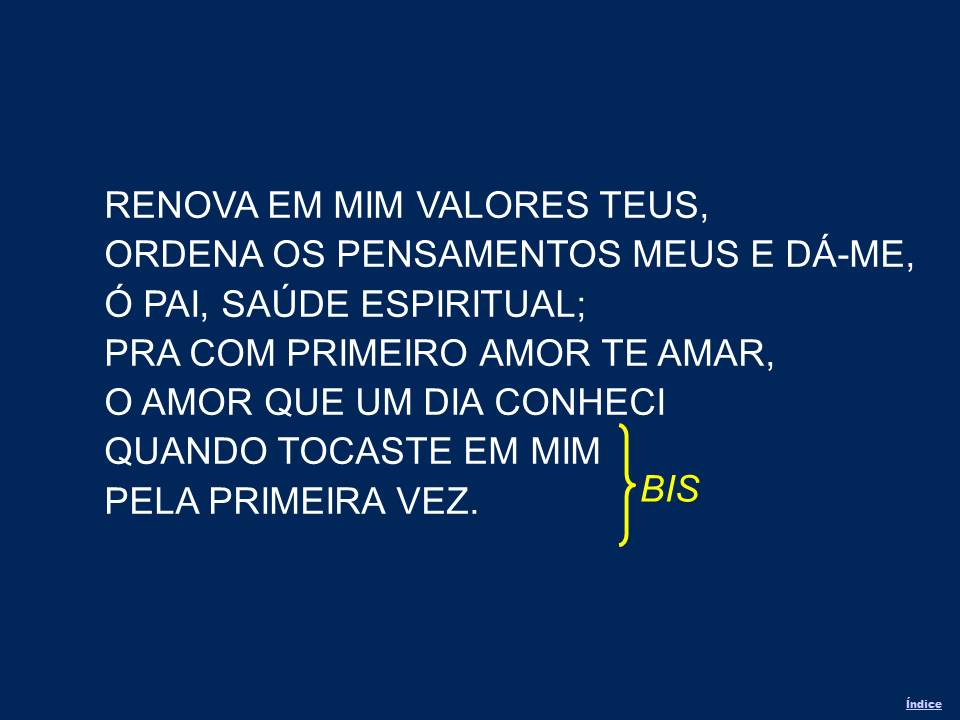 RENOVA EM MIM VALORES TEUS,
ORDENA OS PENSAMENTOS MEUS E DÁ-ME,
Ó PAI, SAÚDE ESPIRITUAL;
PRA COM PRIMEIRO AMOR TE AMAR,
O AMOR QUE UM DIA CONHECI
QUANDO TOCASTE EM MIM
PELA PRIMEIRA VEZ.
BIS
Índice